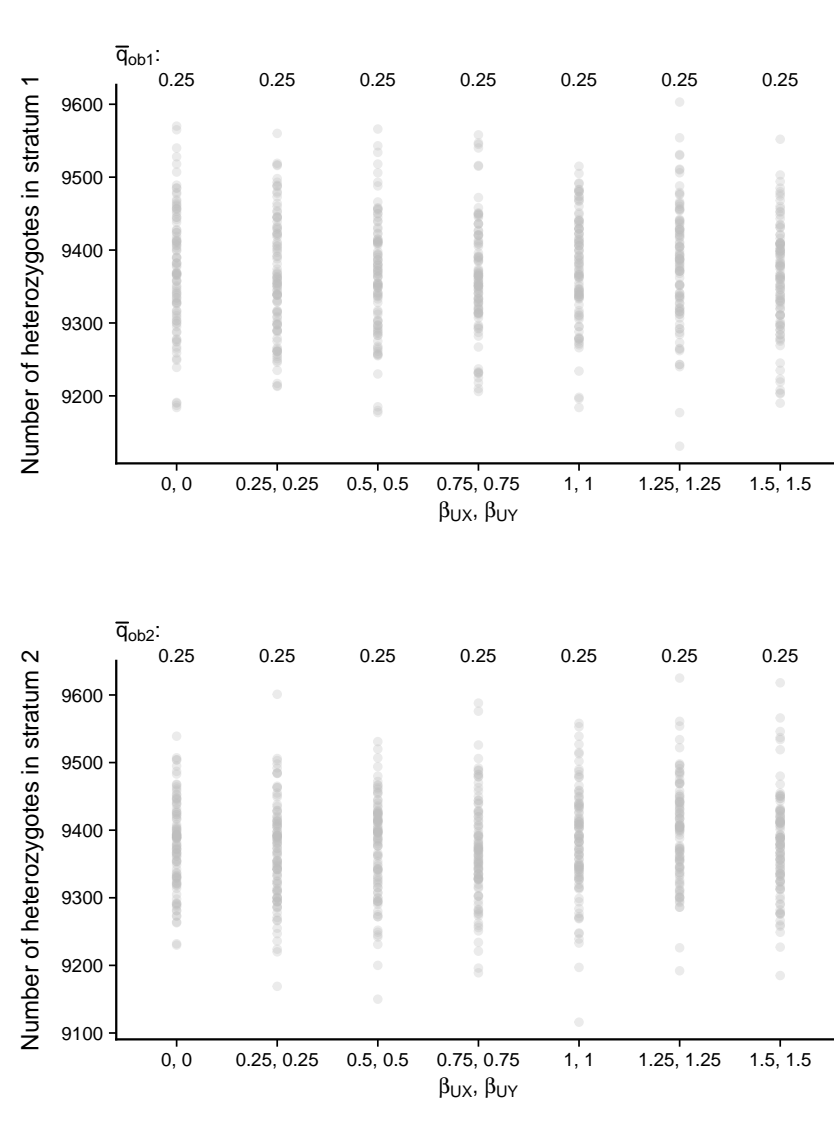 q̅ob1:
0.25 0.25 0.25 0.25 0.25 0.25 0.25
Number of heterozygotes in stratum 1
9600
9500
9400
9300
9200
0, 0 0.25, 0.25 0.5, 0.5 0.75, 0.75 1, 1 1.25, 1.25 1.5, 1.5
βUX, βUY
q̅ob2:
0.25 0.25 0.25 0.25 0.25 0.25 0.25
Number of heterozygotes in stratum 2
9600
9500
9400
9300
9200
9100
0, 0 0.25, 0.25 0.5, 0.5 0.75, 0.75 1, 1 1.25, 1.25 1.5, 1.5
βUX, βUY